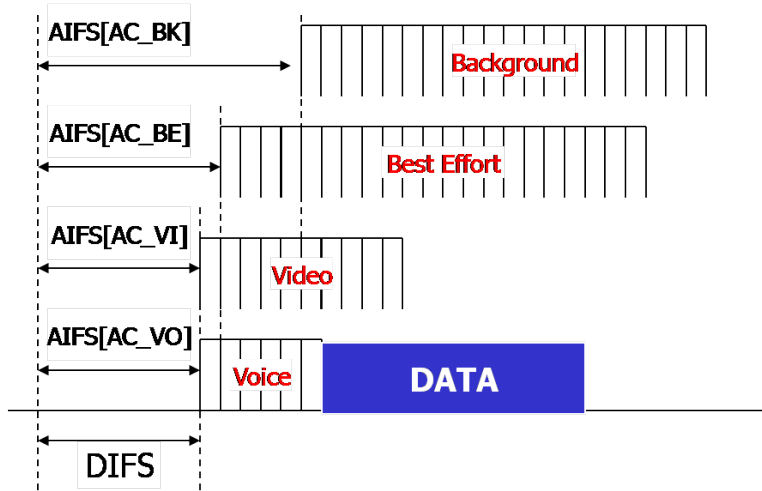 AIFS[AC_BK]
Background
AIFS[AC_BE]
Best Effort
AIFS[AC_VI]
Video
AIFS[AC_VO]
Voice
DATA
DIFS